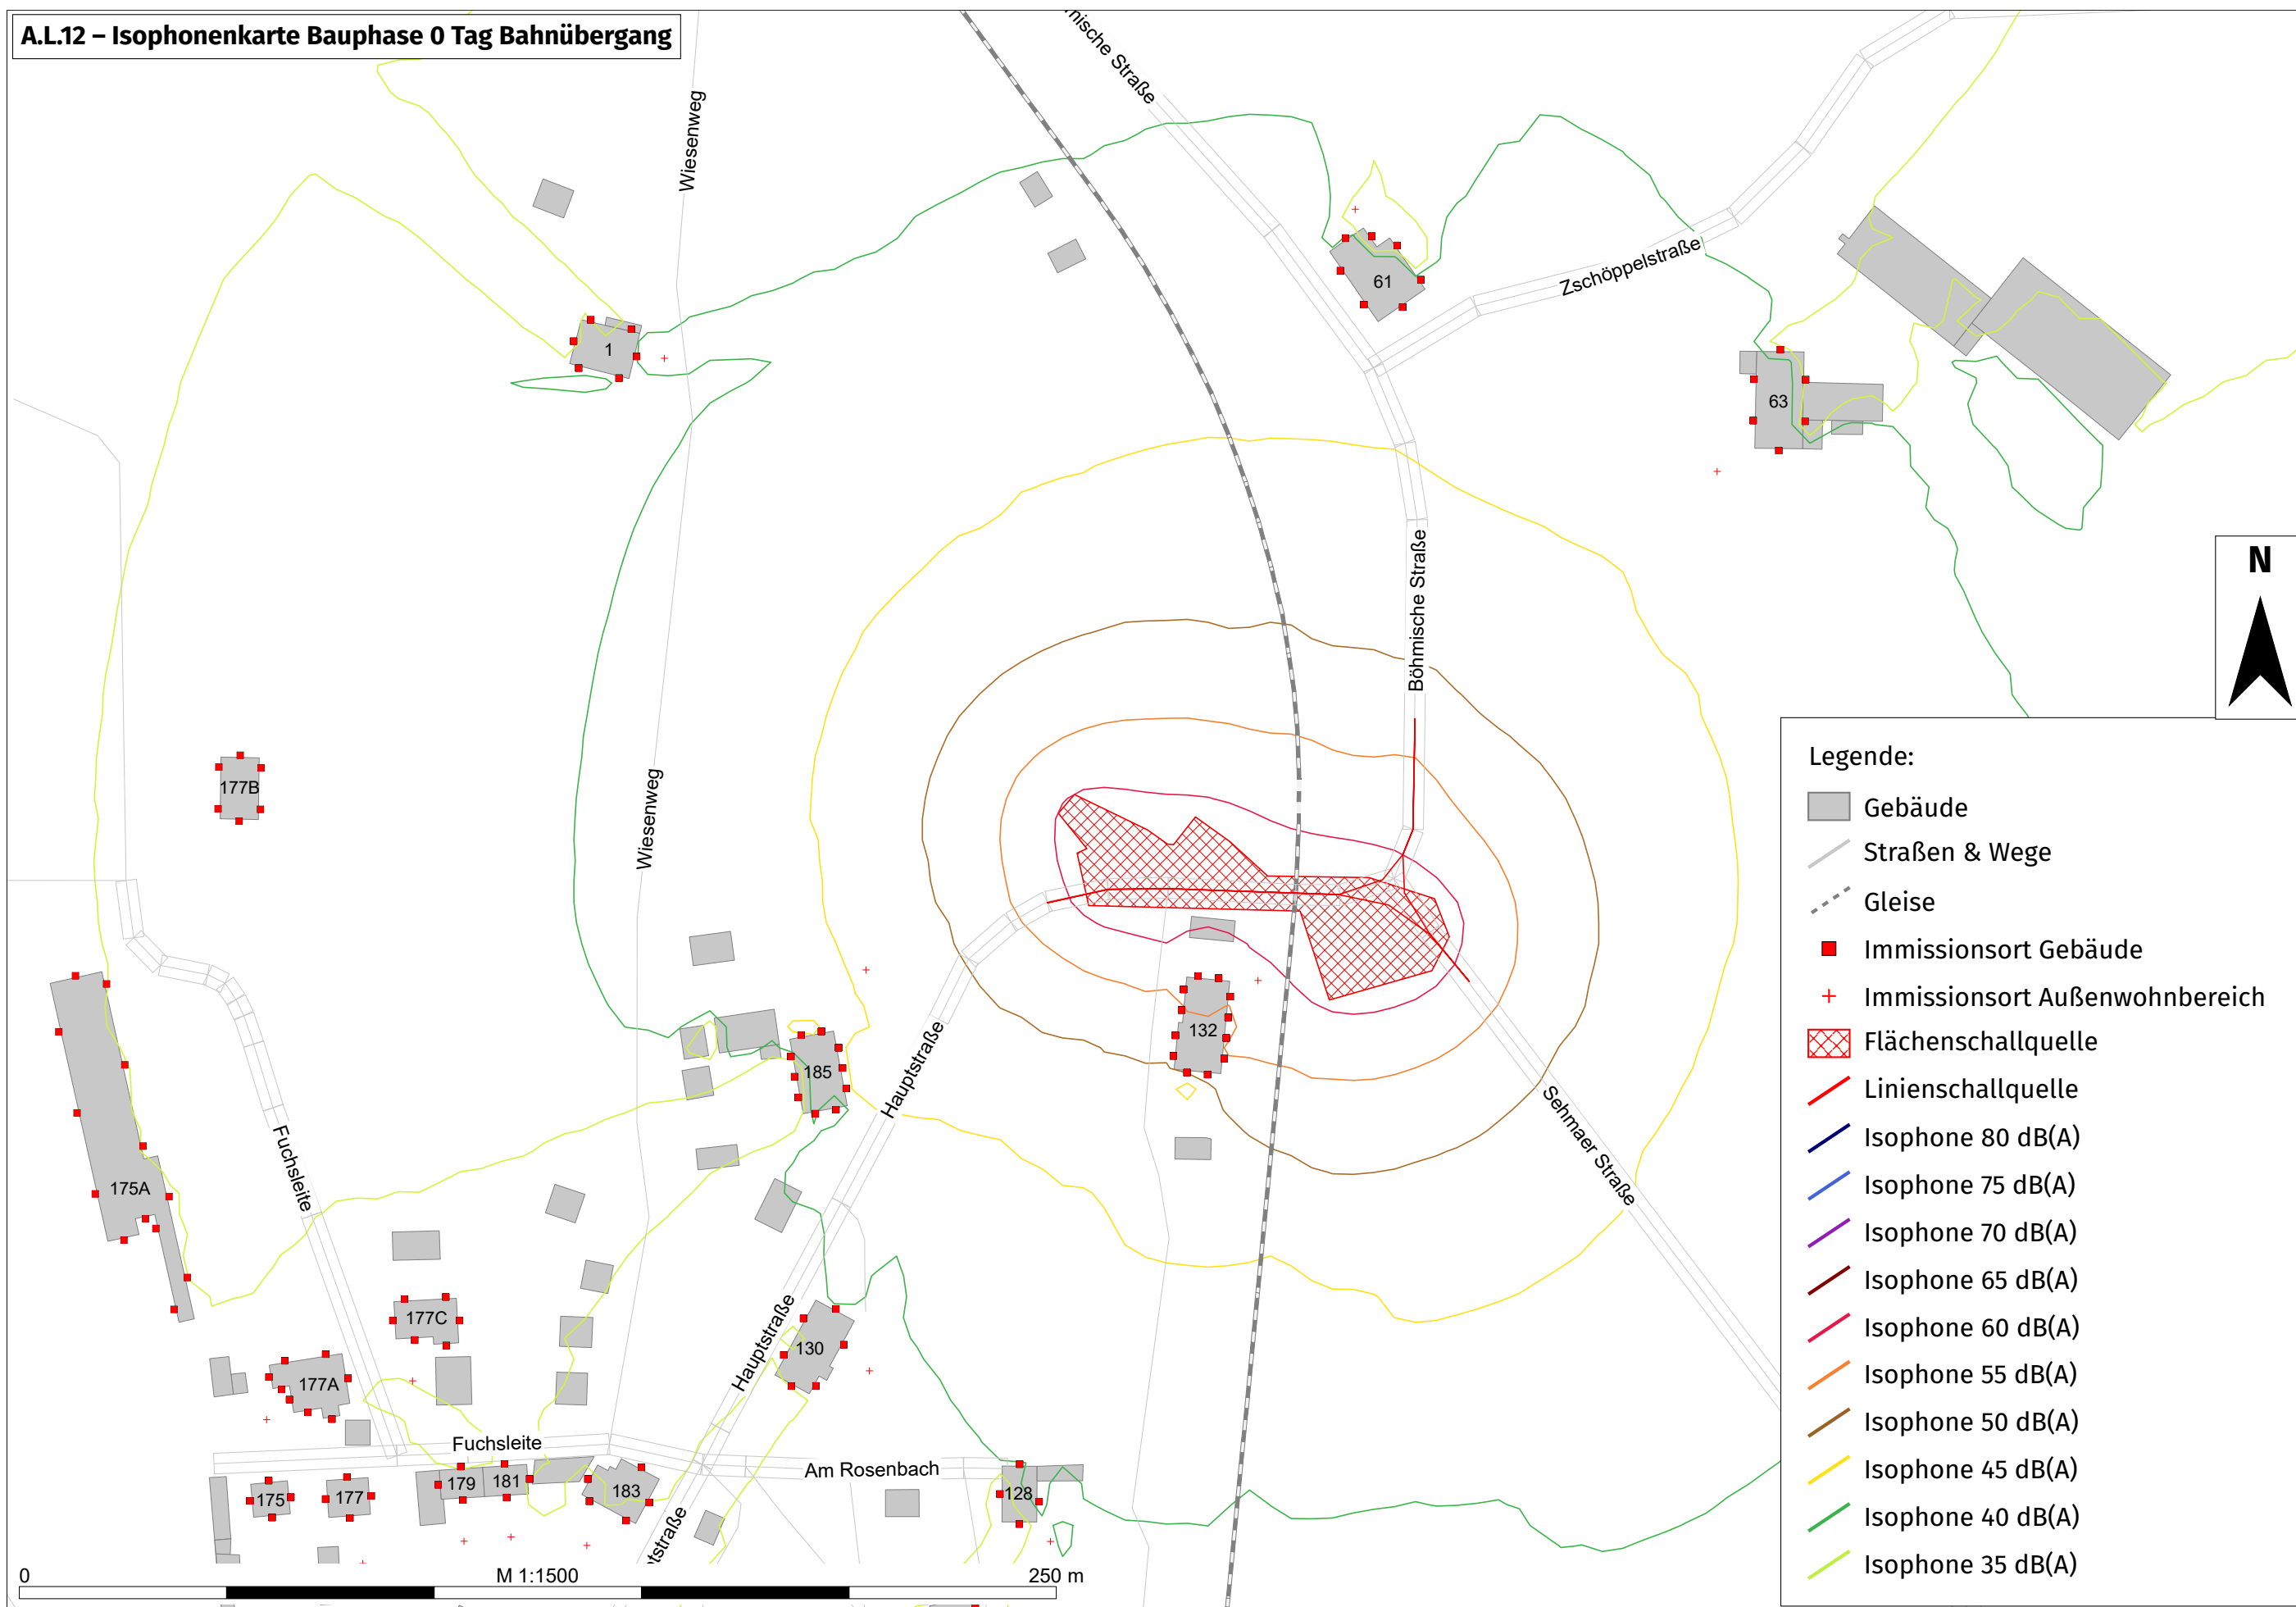 A.L.12 – Isophonenkarte Bauphase 0 Tag Bahnübergang
Wiesenweg
mische Straße
61
Zschöppelstraße
1
63
N
Böhmische Straße
177B
Wiesenweg
132
185
Hauptstraße
Sehmaer Straße
Fuchsleite
175A
177C
Hauptstraße
130
177A
Fuchsleite
Am Rosenbach
179
181
183
175
177
128
tstraße
0
M 1:1500
250 m
Legende:
Gebäude
Straßen & Wege
Gleise
Immissionsort Gebäude
Immissionsort Außenwohnbereich
Flächenschallquelle
Linienschallquelle
Isophone 80 dB(A)
Isophone 75 dB(A)
Isophone 70 dB(A)
Isophone 65 dB(A)
Isophone 60 dB(A)
Isophone 55 dB(A)
Isophone 50 dB(A)
Isophone 45 dB(A)
Isophone 40 dB(A)
Isophone 35 dB(A)